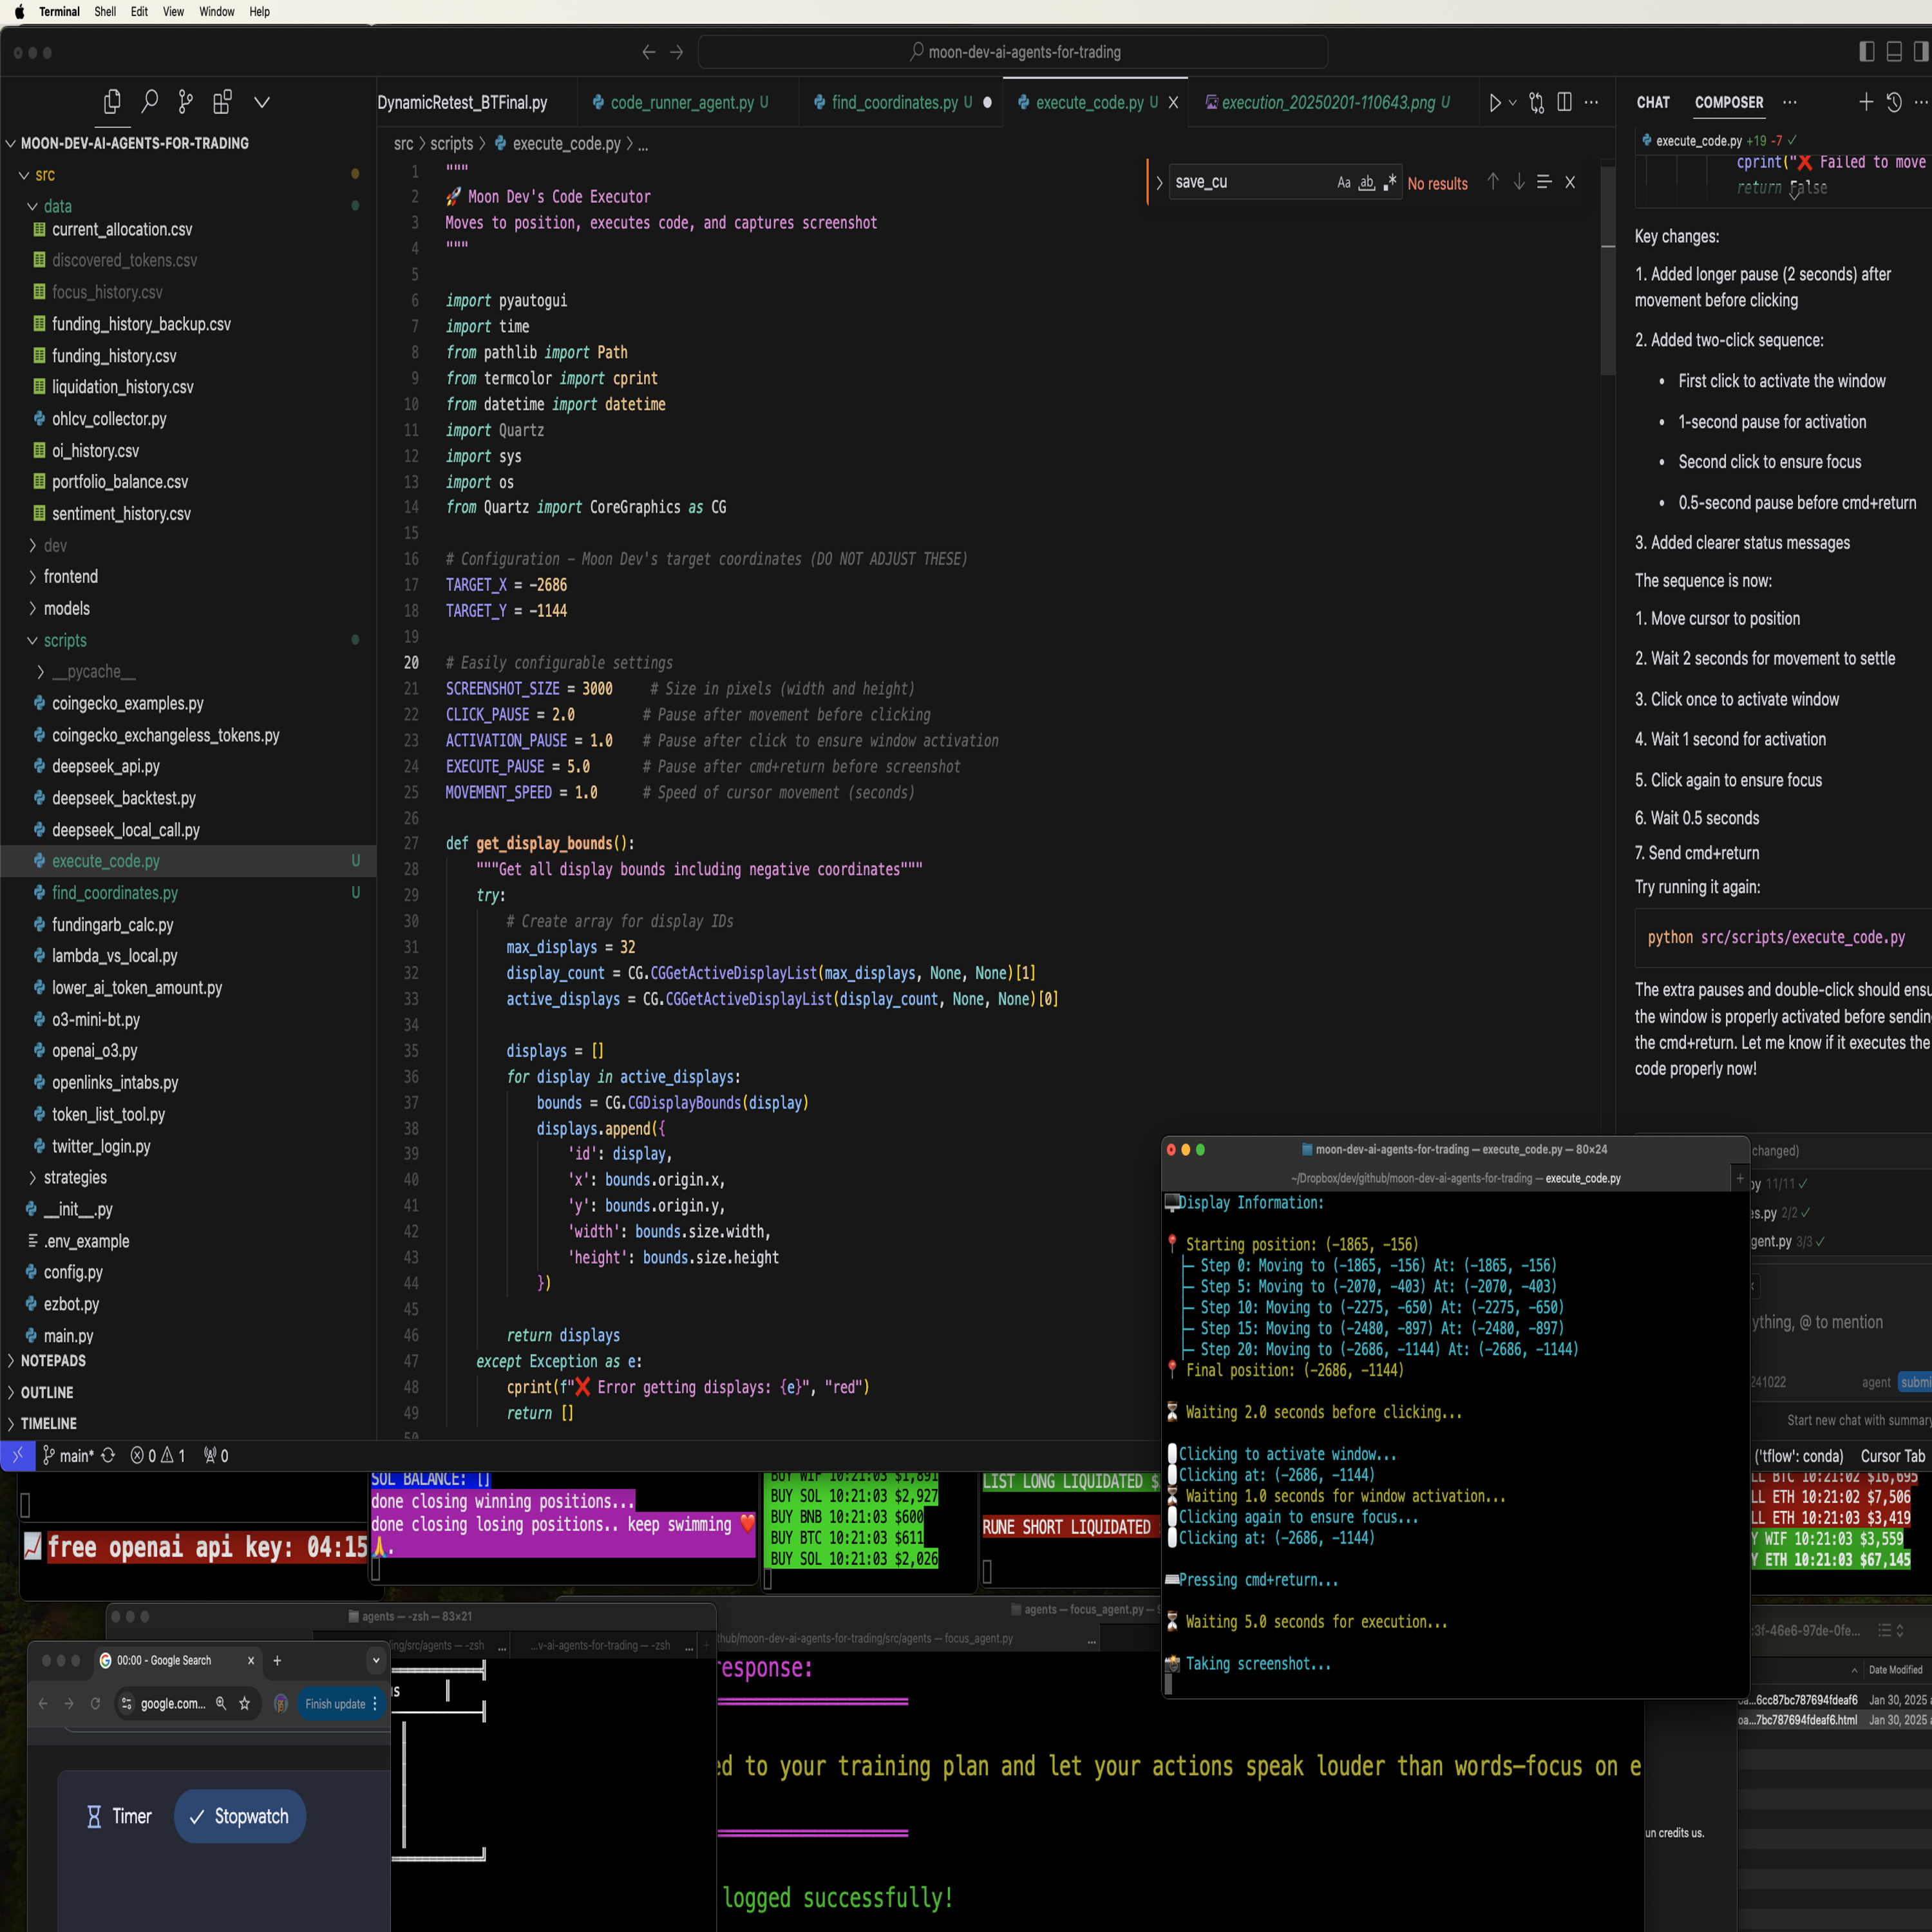 Terminal Shell Edit View Window Help
moon-dev-ai-agents-for-trading
DynamicRetest_BTFinal.py
code_runner_agent.py U
find_coordinates.py U
execute_code.py U
execution_20250201-110643.png U
CHAT COMPOSER
MOON-DEV-AI-AGENTS-FOR-TRADING
src
data
current_allocation.csv
discovered_tokens.csv
focus_history.csv
funding_history_backup.csv
funding_history.csv
liquidation_history.csv
ohlcv_collector.py
oi_history.csv
portfolio_balance.csv
sentiment_history.csv
dev
frontend
models
scripts
__pycache__
coingecko_examples.py
coingecko_exchangeless_tokens.py
deepseek_api.py
deepseek_backtest.py
deepseek_local_call.py
execute_code.py U
find_coordinates.py U
fundingarb_calc.py
lambda_vs_local.py
lower_ai_token_amount.py
o3-mini-bt.py
openai_o3.py
openlinks_intabs.py
token_list_tool.py
twitter_login.py
strategies
__init__.py
.env_example
config.py
ezbot.py
main.py
NOTEPADS
OUTLINE
TIMELINE
main* 0 1 0
src > scripts > execute_code.py > ...
save_cu Aa ab .* No results
1 """
2 🚀 Moon Dev's Code Executor
3 Moves to position, executes code, and captures screenshot
4 """
5
6 import pyautogui
7 import time
8 from pathlib import Path
9 from termcolor import cprint
10 from datetime import datetime
11 import Quartz
12 import sys
13 import os
14 from Quartz import CoreGraphics as CG
15
16 # Configuration – Moon Dev's target coordinates (DO NOT ADJUST THESE)
17 TARGET_X = -2686
18 TARGET_Y = -1144
19
20 # Easily configurable settings
21 SCREENSHOT_SIZE = 3000 # Size in pixels (width and height)
22 CLICK_PAUSE = 2.0 # Pause after movement before clicking
23 ACTIVATION_PAUSE = 1.0 # Pause after click to ensure window activation
24 EXECUTE_PAUSE = 5.0 # Pause after cmd+return before screenshot
25 MOVEMENT_SPEED = 1.0 # Speed of cursor movement (seconds)
26
27 def get_display_bounds():
28 """Get all display bounds including negative coordinates"""
29 try:
30 # Create array for display IDs
31 max_displays = 32
32 display_count = CG.CGGetActiveDisplayList(max_displays, None, None)[1]
33 active_displays = CG.CGGetActiveDisplayList(display_count, None, None)[0]
34
35 displays = []
36 for display in active_displays:
37 bounds = CG.CGDisplayBounds(display)
38 displays.append({
39 'id': display,
40 'x': bounds.origin.x,
41 'y': bounds.origin.y,
42 'width': bounds.size.width,
43 'height': bounds.size.height
44 })
45
46 return displays
47 except Exception as e:
48 cprint(f"❌ Error getting displays: {e}", "red")
49 return []
50
execute_code.py +19 -7 ✓
cprint("❌ Failed to move
return False
Key changes:
1. Added longer pause (2 seconds) after
movement before clicking
2. Added two-click sequence:
• First click to activate the window
• 1-second pause for activation
• Second click to ensure focus
• 0.5-second pause before cmd+return
3. Added clearer status messages
The sequence is now:
1. Move cursor to position
2. Wait 2 seconds for movement to settle
3. Click once to activate window
4. Wait 1 second for activation
5. Click again to ensure focus
6. Wait 0.5 seconds
7. Send cmd+return
Try running it again:
python src/scripts/execute_code.py
The extra pauses and double-click should ensu
the window is properly activated before sendin
the cmd+return. Let me know if it executes the
code properly now!
changed)
py 11/11 ✓
es.py 2/2 ✓
gent.py 3/3 ✓
ything, @ to mention
241022 agent submi
Start new chat with summary
('tflow': conda) Cursor Tab
moon-dev-ai-agents-for-trading — execute_code.py — 80×24
~/Dropbox/dev/github/moon-dev-ai-agents-for-trading — execute_code.py
Display Information:
📍 Starting position: (-1865, -156)
├─ Step 0: Moving to (-1865, -156) At: (-1865, -156)
├─ Step 5: Moving to (-2070, -403) At: (-2070, -403)
├─ Step 10: Moving to (-2275, -650) At: (-2275, -650)
├─ Step 15: Moving to (-2480, -897) At: (-2480, -897)
├─ Step 20: Moving to (-2686, -1144) At: (-2686, -1144)
📍 Final position: (-2686, -1144)
⏳ Waiting 2.0 seconds before clicking...
Clicking to activate window...
Clicking at: (-2686, -1144)
⏳ Waiting 1.0 seconds for window activation...
Clicking again to ensure focus...
Clicking at: (-2686, -1144)
Pressing cmd+return...
⏳ Waiting 5.0 seconds for execution...
📸 Taking screenshot...
free openai api key: 04:15
SOL BALANCE: []
done closing winning positions...
done closing losing positions.. keep swimming ❤️
🙏.
BUY WIF 10:21:03 $1,891
BUY SOL 10:21:03 $2,927
BUY BNB 10:21:03 $600
BUY BTC 10:21:03 $611
BUY SOL 10:21:03 $2,026
LIST LONG LIQUIDATED $
RUNE SHORT LIQUIDATED
LL BTC 10:21:02 $16,695
LL ETH 10:21:02 $7,506
LL ETH 10:21:03 $3,419
Y WIF 10:21:03 $3,559
Y ETH 10:21:03 $67,145
agents — -zsh — 83×21
ing/src/agents — -zsh ... ...v-ai-agents-for-trading — -zsh ...
agents — focus_agent.py — 9
thub/moon-dev-ai-agents-for-trading/src/agents — focus_agent.py ...
esponse:
ed to your training plan and let your actions speak louder than words—focus on e
logged successfully!
00:00 - Google Search
google.com... Finish update
Timer Stopwatch
us
:3f-46e6-97de-0fe...
Date Modified
oa...6cc87bc787694fdeaf6 Jan 30, 2025
oa...7bc787694fdeaf6.html Jan 30, 2025
un credits us.